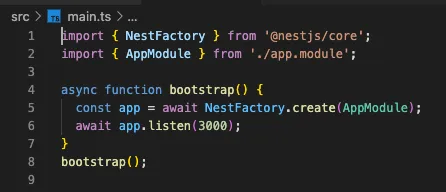 src > main.ts > ...
1 import { NestFactory } from '@nestjs/core';
2 import { AppModule } from './app.module';
3
4 async function bootstrap() {
5   const app = await NestFactory.create(AppModule);
6   await app.listen(3000);
7 }
8 bootstrap();
9